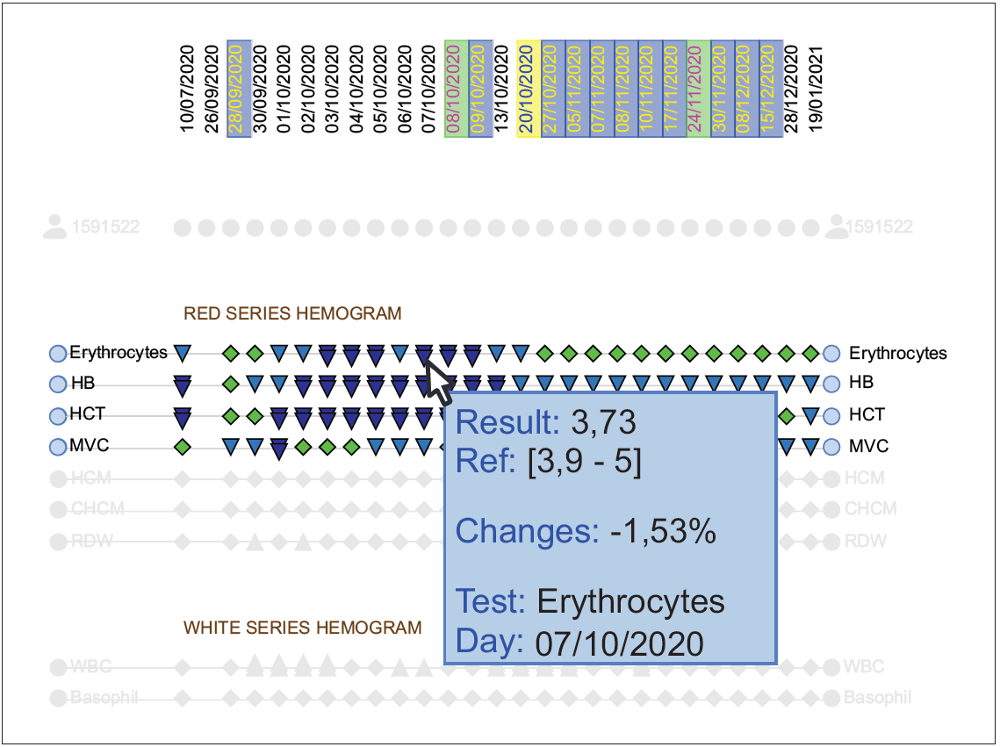 10/07/2020
26/09/2020
28/09/2020
30/09/2020
01/10/2020
02/10/2020
03/10/2020
04/10/2020
05/10/2020
06/10/2020
07/10/2020
08/10/2020
09/10/2020
13/10/2020
20/10/2020
27/10/2020
05/11/2020
07/11/2020
08/11/2020
10/11/2020
17/11/2020
24/11/2020
30/11/2020
08/12/2020
15/12/2020
28/12/2020
19/01/2021
1591522 1591522
RED SERIES HEMOGRAM
Erythrocytes Erythrocytes
HB HB
HCT HCT
MVC MVC
HCM HCM
CHCM CHCM
RDW RDW
Result: 3,73
Ref: [3,9 - 5]
Changes: -1,53%
Test: Erythrocytes
Day: 07/10/2020
WHITE SERIES HEMOGRAM
WBC WBC
Basophil Basophil